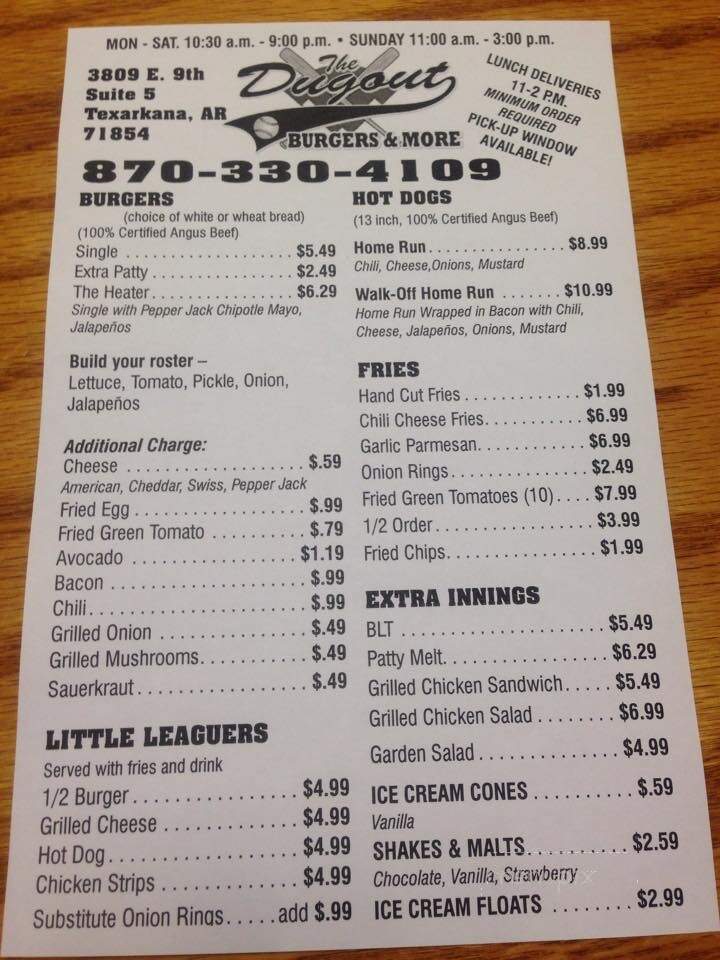 MON - SAT. 10:30 a.m. - 9:00 p.m. • SUNDAY 11:00 a.m. - 3:00 p.m.
3809 E. 9th
Suite 5
Texarkana, AR
71854
The
Dugout
BURGERS & MORE
LUNCH DELIVERIES
11-2 P.M.
MINIMUM ORDER
REQUIRED
PICK-UP WINDOW
AVAILABLE!
870-330-4109
BURGERS
(choice of white or wheat bread)
(100% Certified Angus Beef)
Single . . . . . . . . . . . . . . . . . . . $5.49
Extra Patty . . . . . . . . . . . . . . . . $2.49
The Heater. . . . . . . . . . . . . . . . $6.29
Single with Pepper Jack Chipotle Mayo,
Jalapeños
Build your roster –
Lettuce, Tomato, Pickle, Onion,
Jalapeños
Additional Charge:
Cheese . . . . . . . . . . . . . . . . . . . $.59
American, Cheddar, Swiss, Pepper Jack
Fried Egg . . . . . . . . . . . . . . . . . . $.99
Fried Green Tomato . . . . . . . . . . $.79
Avocado . . . . . . . . . . . . . . . . . $1.19
Bacon . . . . . . . . . . . . . . . . . . . . $.99
Chili. . . . . . . . . . . . . . . . . . . . . . $.99
Grilled Onion . . . . . . . . . . . . . . . $.49
Grilled Mushrooms. . . . . . . . . . . $.49
Sauerkraut. . . . . . . . . . . . . . . . . $.49
LITTLE LEAGUERS
Served with fries and drink
1/2 Burger. . . . . . . . . . . . . . . . $4.99
Grilled Cheese . . . . . . . . . . . . . $4.99
Hot Dog. . . . . . . . . . . . . . . . . . $4.99
Chicken Strips . . . . . . . . . . . . . $4.99
Substitute Onion Rings. . . . . add $.99
HOT DOGS
(13 inch, 100% Certified Angus Beef)
Home Run. . . . . . . . . . . . . . . . $8.99
Chili, Cheese,Onions, Mustard
Walk-Off Home Run . . . . . . . $10.99
Home Run Wrapped in Bacon with Chili,
Cheese, Jalapeños, Onions, Mustard
FRIES
Hand Cut Fries . . . . . . . . . . . . . $1.99
Chili Cheese Fries. . . . . . . . . . . $6.99
Garlic Parmesan. . . . . . . . . . . . $6.99
Onion Rings. . . . . . . . . . . . . . . $2.49
Fried Green Tomatoes (10). . . . $7.99
1/2 Order. . . . . . . . . . . . . . . . . $3.99
Fried Chips. . . . . . . . . . . . . . . . $1.99
EXTRA INNINGS
BLT . . . . . . . . . . . . . . . . . . . . . $5.49
Patty Melt. . . . . . . . . . . . . . . . . $6.29
Grilled Chicken Sandwich. . . . . $5.49
Grilled Chicken Salad . . . . . . . . $6.99
Garden Salad . . . . . . . . . . . . . . $4.99
ICE CREAM CONES . . . . . . . . . . $.59
Vanilla
SHAKES & MALTS. . . . . . . . . . . $2.59
Chocolate, Vanilla, Strawberry
ICE CREAM FLOATS . . . . . . . . $2.99